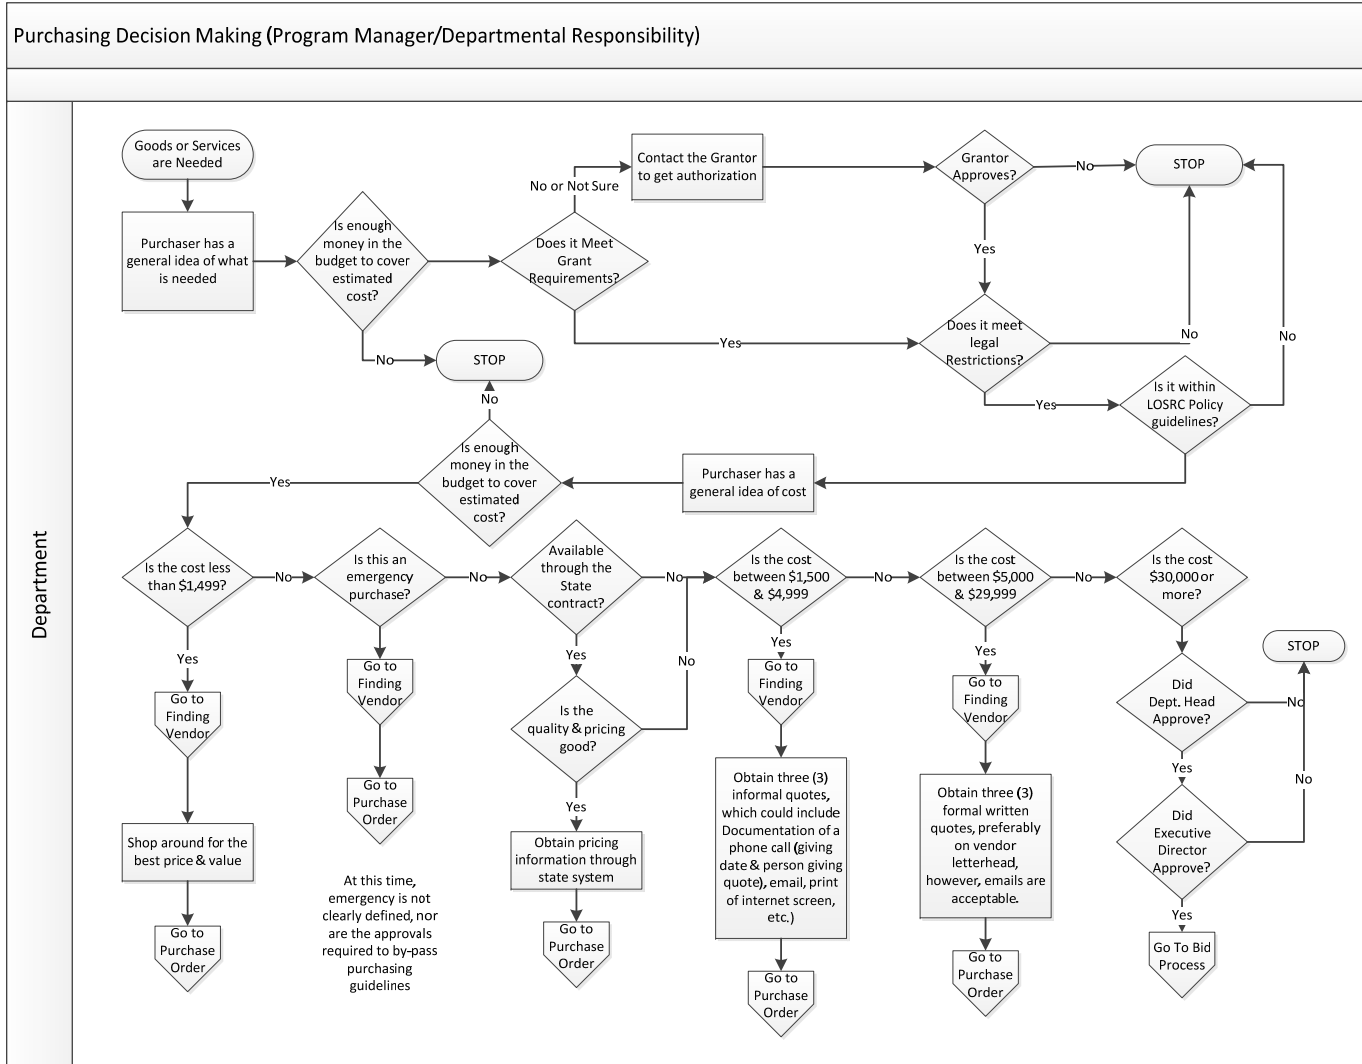 Purchasing Decision Making (Program Manager/Departmental Responsibility)
Department
Goods or Services
are Needed
Purchaser has a
general idea of what
is needed
Is enough
money in the
budget to cover
estimated
cost?
No
STOP
Does it Meet
Grant
Requirements?
No or Not Sure
Contact the Grantor
to get authorization
Grantor
Approves?
No
STOP
Yes
Yes
Does it meet
legal
Restrictions?
No
Yes
Is it within
LOSRC Policy
guidelines?
No
Purchaser has a
general idea of cost
Is enough
money in the
budget to cover
estimated
cost?
No
Yes
Is the cost less
than $1,499?
No
Yes
Go to
Finding
Vendor
Shop around for the
best price & value
Go to
Purchase
Order
Is this an
emergency
purchase?
No
Go to
Finding
Vendor
Go to
Purchase
Order
At this time,
emergency is not
clearly defined, nor
are the approvals
required to by-pass
purchasing
guidelines
Available
through the
State
contract?
No
Yes
Is the
quality & pricing
good?
No
Yes
Obtain pricing
information through
state system
Go to
Purchase
Order
Is the cost
between $1,500
& $4,999
No
Yes
Go to
Finding
Vendor
Obtain three (3)
informal quotes,
which could include
Documentation of a
phone call (giving
date & person giving
quote), email, print
of internet screen,
etc.)
Go to
Purchase
Order
Is the cost
between $5,000
& $29,999
No
Yes
Go to
Finding
Vendor
Obtain three (3)
formal written
quotes, preferably
on vendor
letterhead,
however, emails are
acceptable.
Go to
Purchase
Order
Is the cost
$30,000 or
more?
Did
Dept. Head
Approve?
No
STOP
Yes
Did
Executive
Director
Approve?
No
Yes
Go To Bid
Process